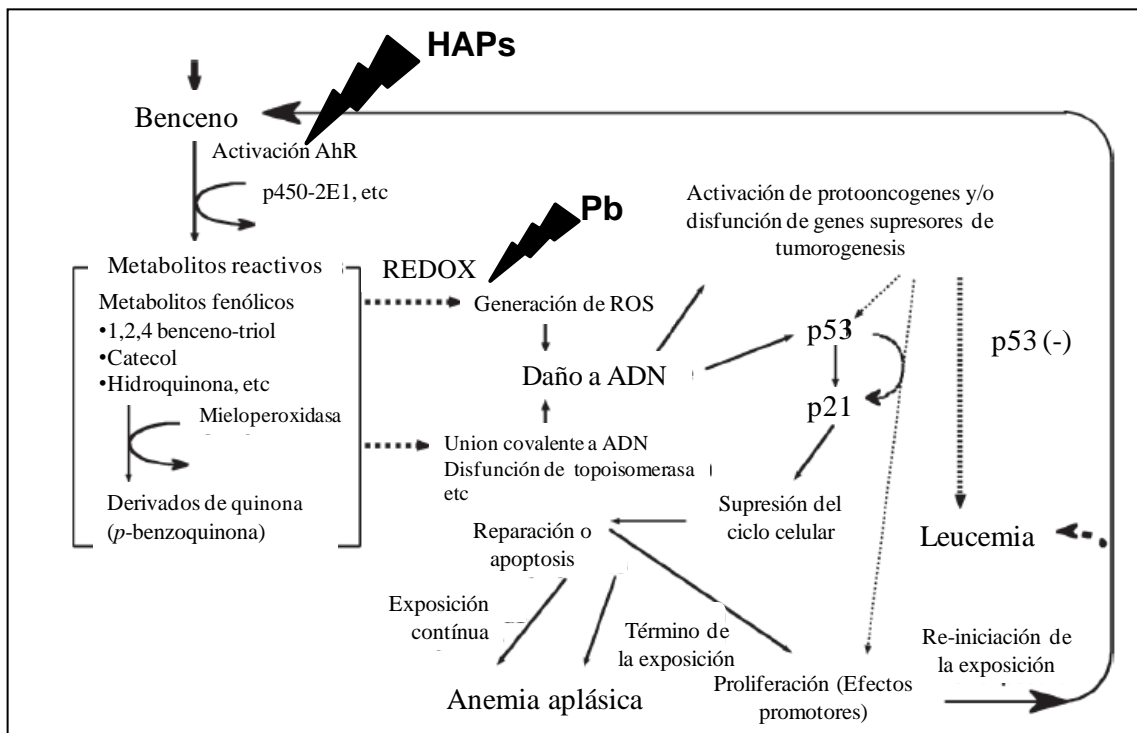 HAPs
Benceno
Activación AhR
p450-2E1, etc
Metabolitos reactivos
Metabolitos fenólicos
•1,2,4 benceno-triol
•Catecol
•Hidroquinona, etc
Mieloperoxidasa
Derivados de quinona
(p-benzoquinona)
REDOX
Pb
Generación de ROS
Daño a ADN
Union covalente a ADN
Disfunción de topoisomerasa
etc
Activación de protooncogenes y/o
disfunción de genes supresores de
tumorogenesis
p53
p21
p53 (-)
Supresión del
ciclo celular
Reparación o
apoptosis
Leucemia
Exposición
contínua
Término de
la exposición
Anemia aplásica
Proliferación (Efectos
promotores)
Re-iniciación de
la exposición